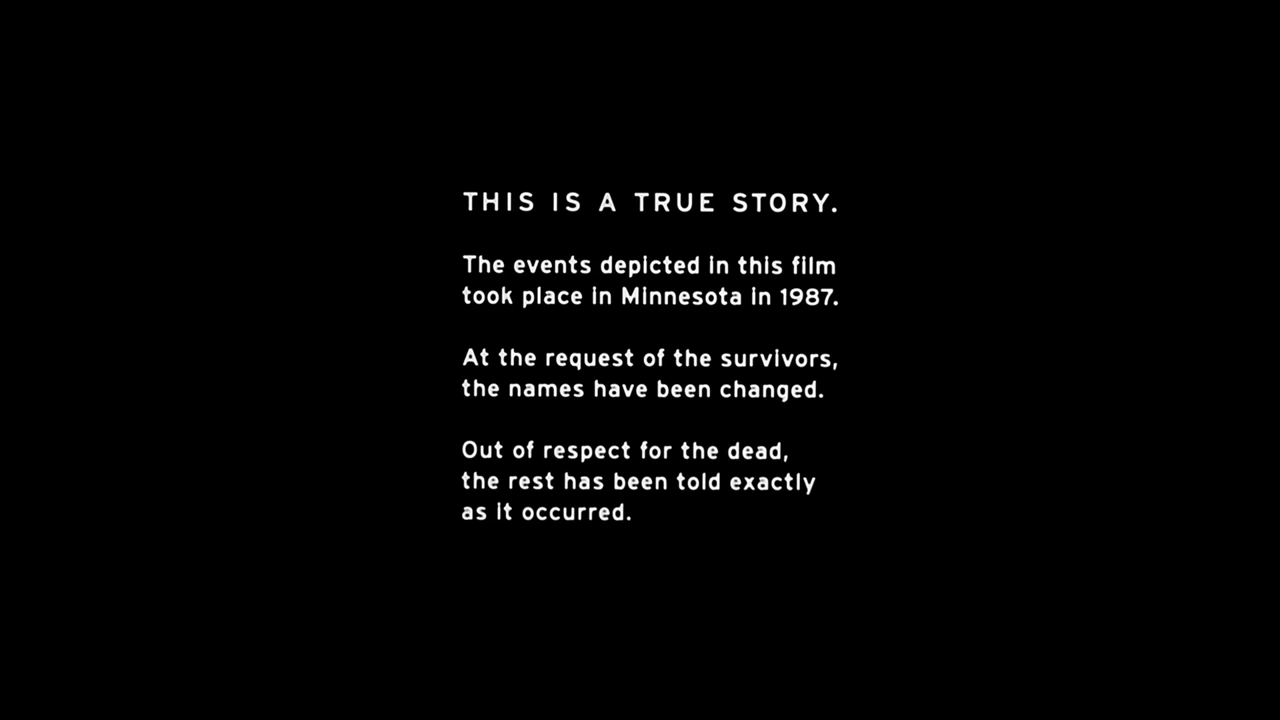 THIS IS A TRUE STORY.
The events depicted in this film
took place in Minnesota in 1987.
At the request of the survivors,
the names have been changed.
Out of respect for the dead,
the rest has been told exactly
as it occurred.